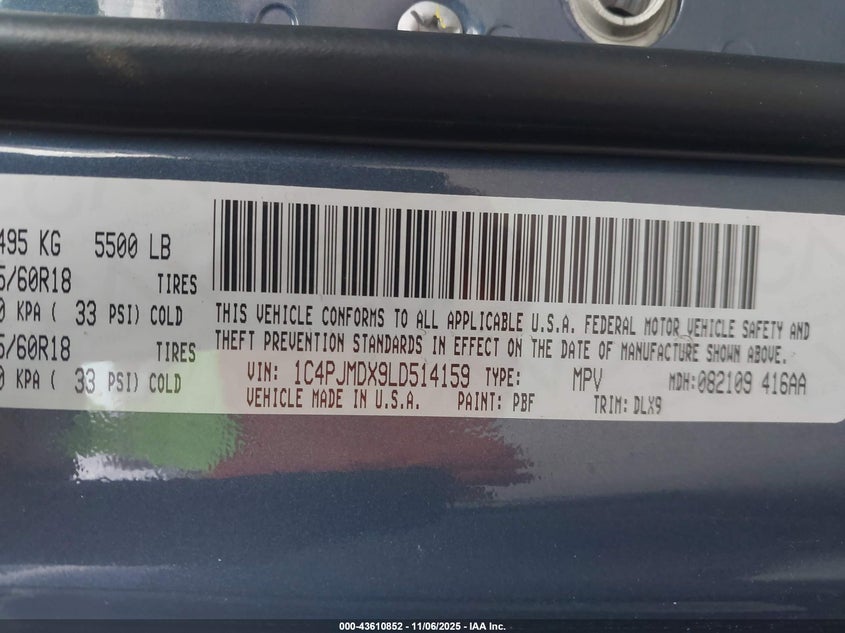 495 KG 5500 LB
5/60R18 TIRES
0 KPA ( 33 PSI) COLD
5/60R18 TIRES
0 KPA ( 33 PSI) COLD
THIS VEHICLE CONFORMS TO ALL APPLICABLE U.S.A. FEDERAL MOTOR VEHICLE SAFETY AND
THEFT PREVENTION STANDARDS IN EFFECT ON THE DATE OF MANUFACTURE SHOWN ABOVE.
VIN: 1C4PJMDX9LD514159 TYPE: MPV MDH:082109 416AA
VEHICLE MADE IN U.S.A. PAINT: PBF TRIM: DLX9
000-43610852 - 11/06/2025 - IAA Inc.